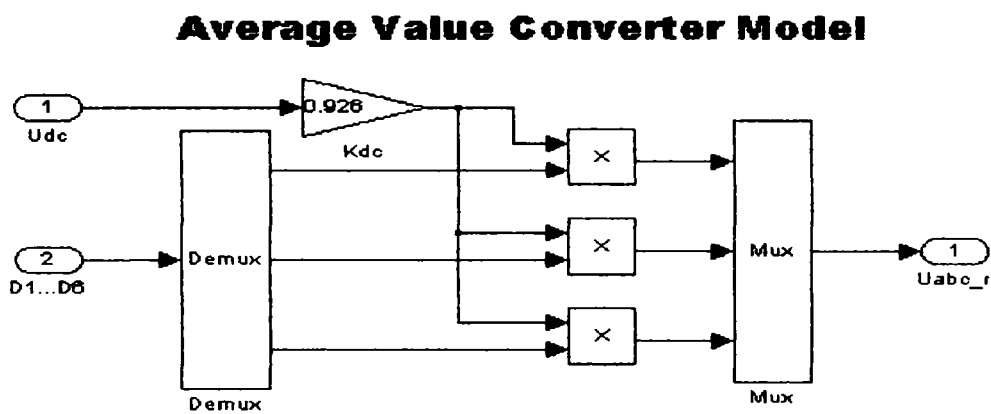 Average Value Converter Model
1
Udc
0.926
Kdc
×
2
D1...D6
Demux
Demux
×
×
Mux
Mux
1
Uabc_r